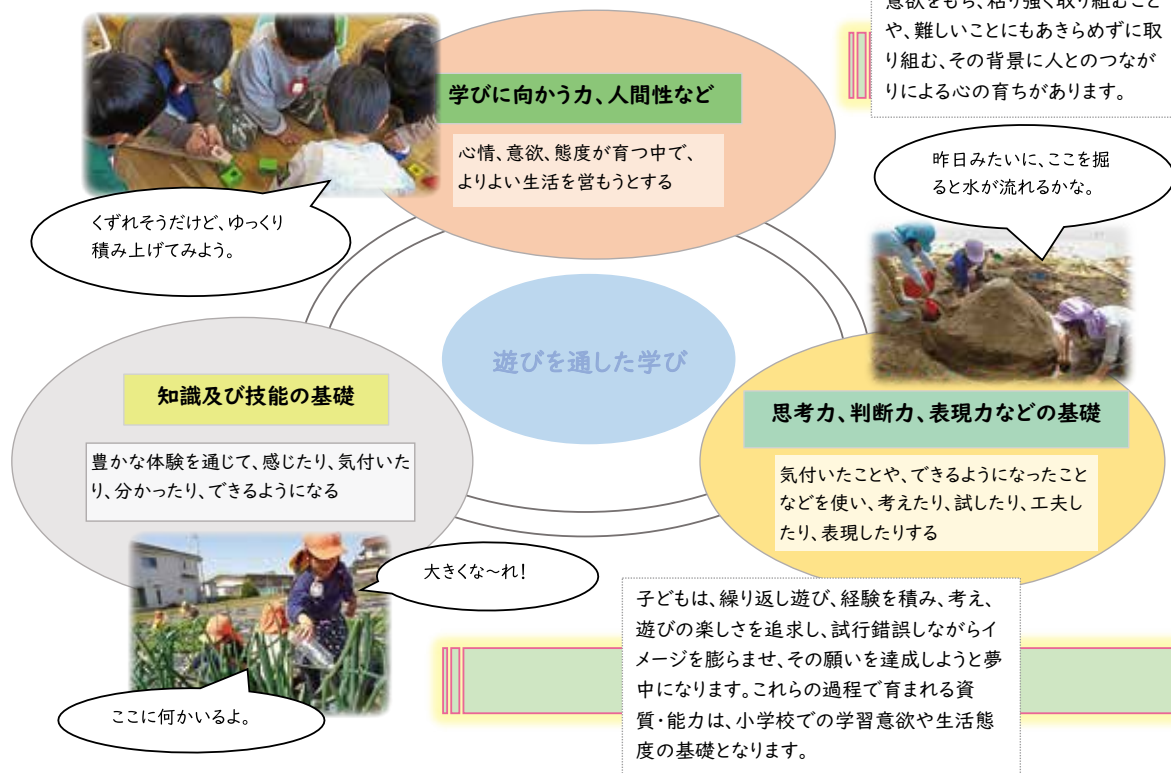 意欲をもち、粘り強く取り組むこと
や、難しいことにもあきらめずに取
り組む、その背景に人とのつなが
りによる心の育ちがあります。
学びに向かう力、人間性など
心情、意欲、態度が育つ中で、
よりよい生活を営もうとする
昨日みたいに、ここを掘
ると水が流れるかな。
くずれそうだけど、ゆっくり
積み上げてみよう。
遊びを通した学び
知識及び技能の基礎
豊かな体験を通じて、感じたり、気付いた
り、分かったり、できるようになる
思考力、判断力、表現力などの基礎
気付いたことや、できるようになったこと
などを使い、考えたり、試したり、工夫し
たり、表現したりする
大きくな～れ!
ここに何かいるよ。
子どもは、繰り返し遊び、経験を積み、考え、
遊びの楽しさを追求し、試行錯誤しながらイ
メージを膨らませ、その願いを達成しようと夢
中になります。これらの過程で育まれる資
質・能力は、小学校での学習意欲や生活態
度の基礎となります。